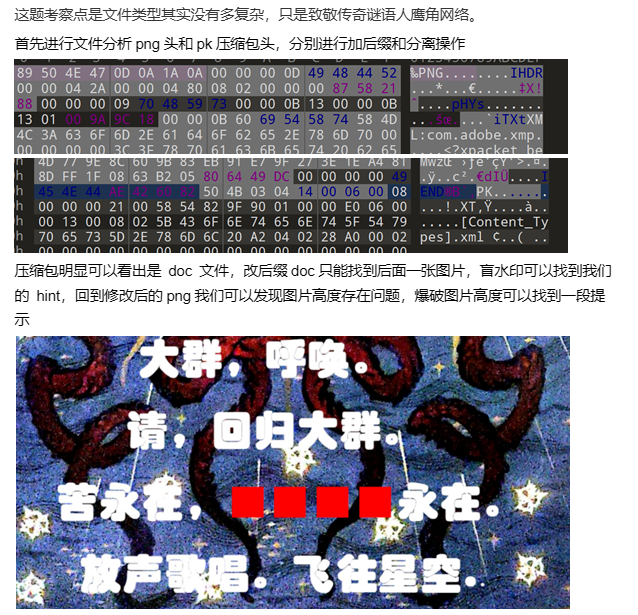 这题考察点是文件类型其实没有多复杂，只是致敬传奇谜语人鹰角网络。
首先进行文件分析 png 头和 pk 压缩包头，分别进行加后缀和分离操作
89 50 4E 47 0D 0A 1A 0A 00 00 00 0D 49 48 44 52 ‰PNG........IHDR
00 00 04 2A 00 00 04 80 08 02 00 00 00 87 58 21 ...*...€.....‡X!
88 00 00 00 09 70 48 59 73 00 00 0B 13 00 00 0B ˆ....pHYs.......
13 01 00 9A 9C 18 00 00 0B 60 69 54 58 74 58 4D ...šœ....`iTXtXM
4C 3A 63 6F 6D 2E 61 64 6F 62 65 2E 78 6D 70 00 L:com.adobe.xmp.
00 00 00 00 3C 3F 78 70 61 63 6B 65 74 20 62 65 ....<?xpacket be
4D 77 9E 8C 60 9B 83 EB 91 E7 9F 27 3E 1E A4 81
8D FF 1F 08 63 B2 05 80 64 49 DC 00 00 00 00 49 .ÿ..c².€dIÜ....I
45 4E 44 AE 42 60 82 50 4B 03 04 14 00 06 00 08 END®B`‚PK.......
00 00 00 21 00 58 54 82 9F 90 01 00 00 E0 06 00 ...!.XT‚Ÿ....à..
00 13 00 08 02 5B 43 6F 6E 74 65 6E 74 5F 54 79 .....[Content_Ty
70 65 73 5D 2E 78 6D 6C 20 A2 04 02 28 A0 00 02 pes].xml ¢..( ..
压缩包明显可以看出是 doc 文件，改后缀 doc 只能找到后面一张图片，盲水印可以找到我们
的 hint，回到修改后的 png 我们可以发现图片高度存在问题，爆破图片高度可以找到一段提
示
大群，呼唤。
请，回归大群。
苦永在，永在。
放声歌唱。飞往星空。